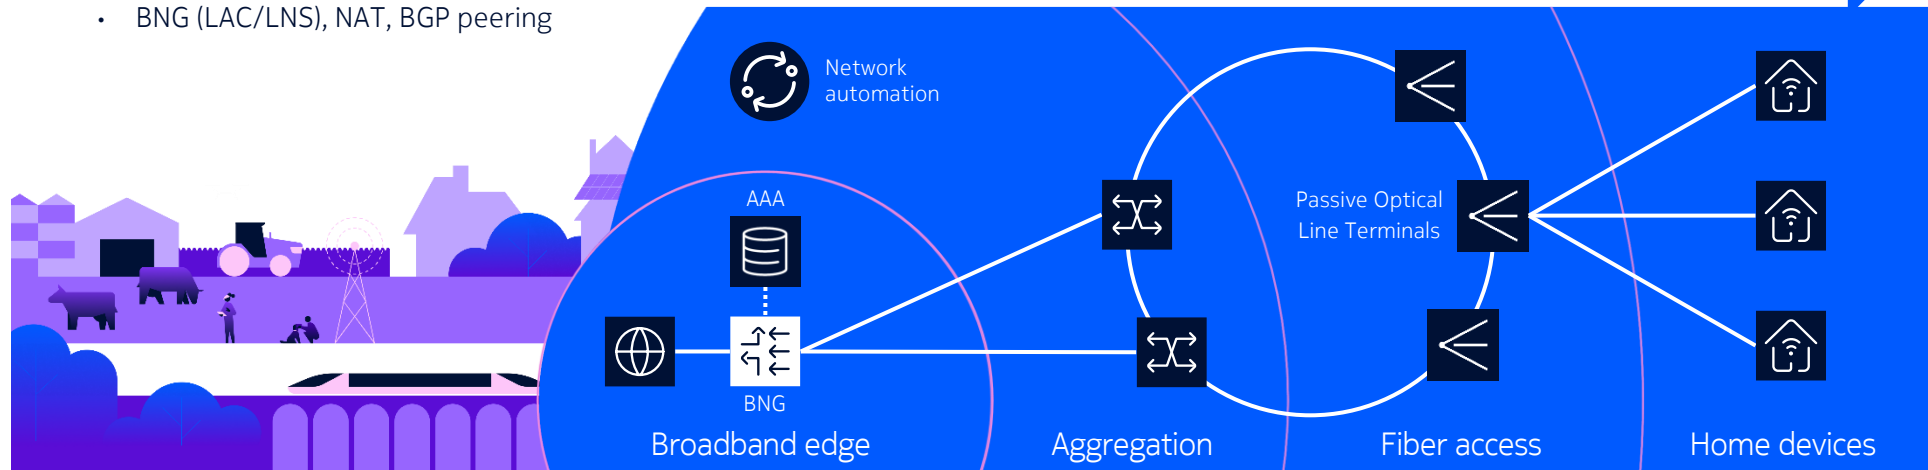 • BNG (LAC/LNS), NAT, BGP peering
Network
automation
AAA
Passive Optical
Line Terminals
BNG
Broadband edge
Aggregation
Fiber access
Home devices